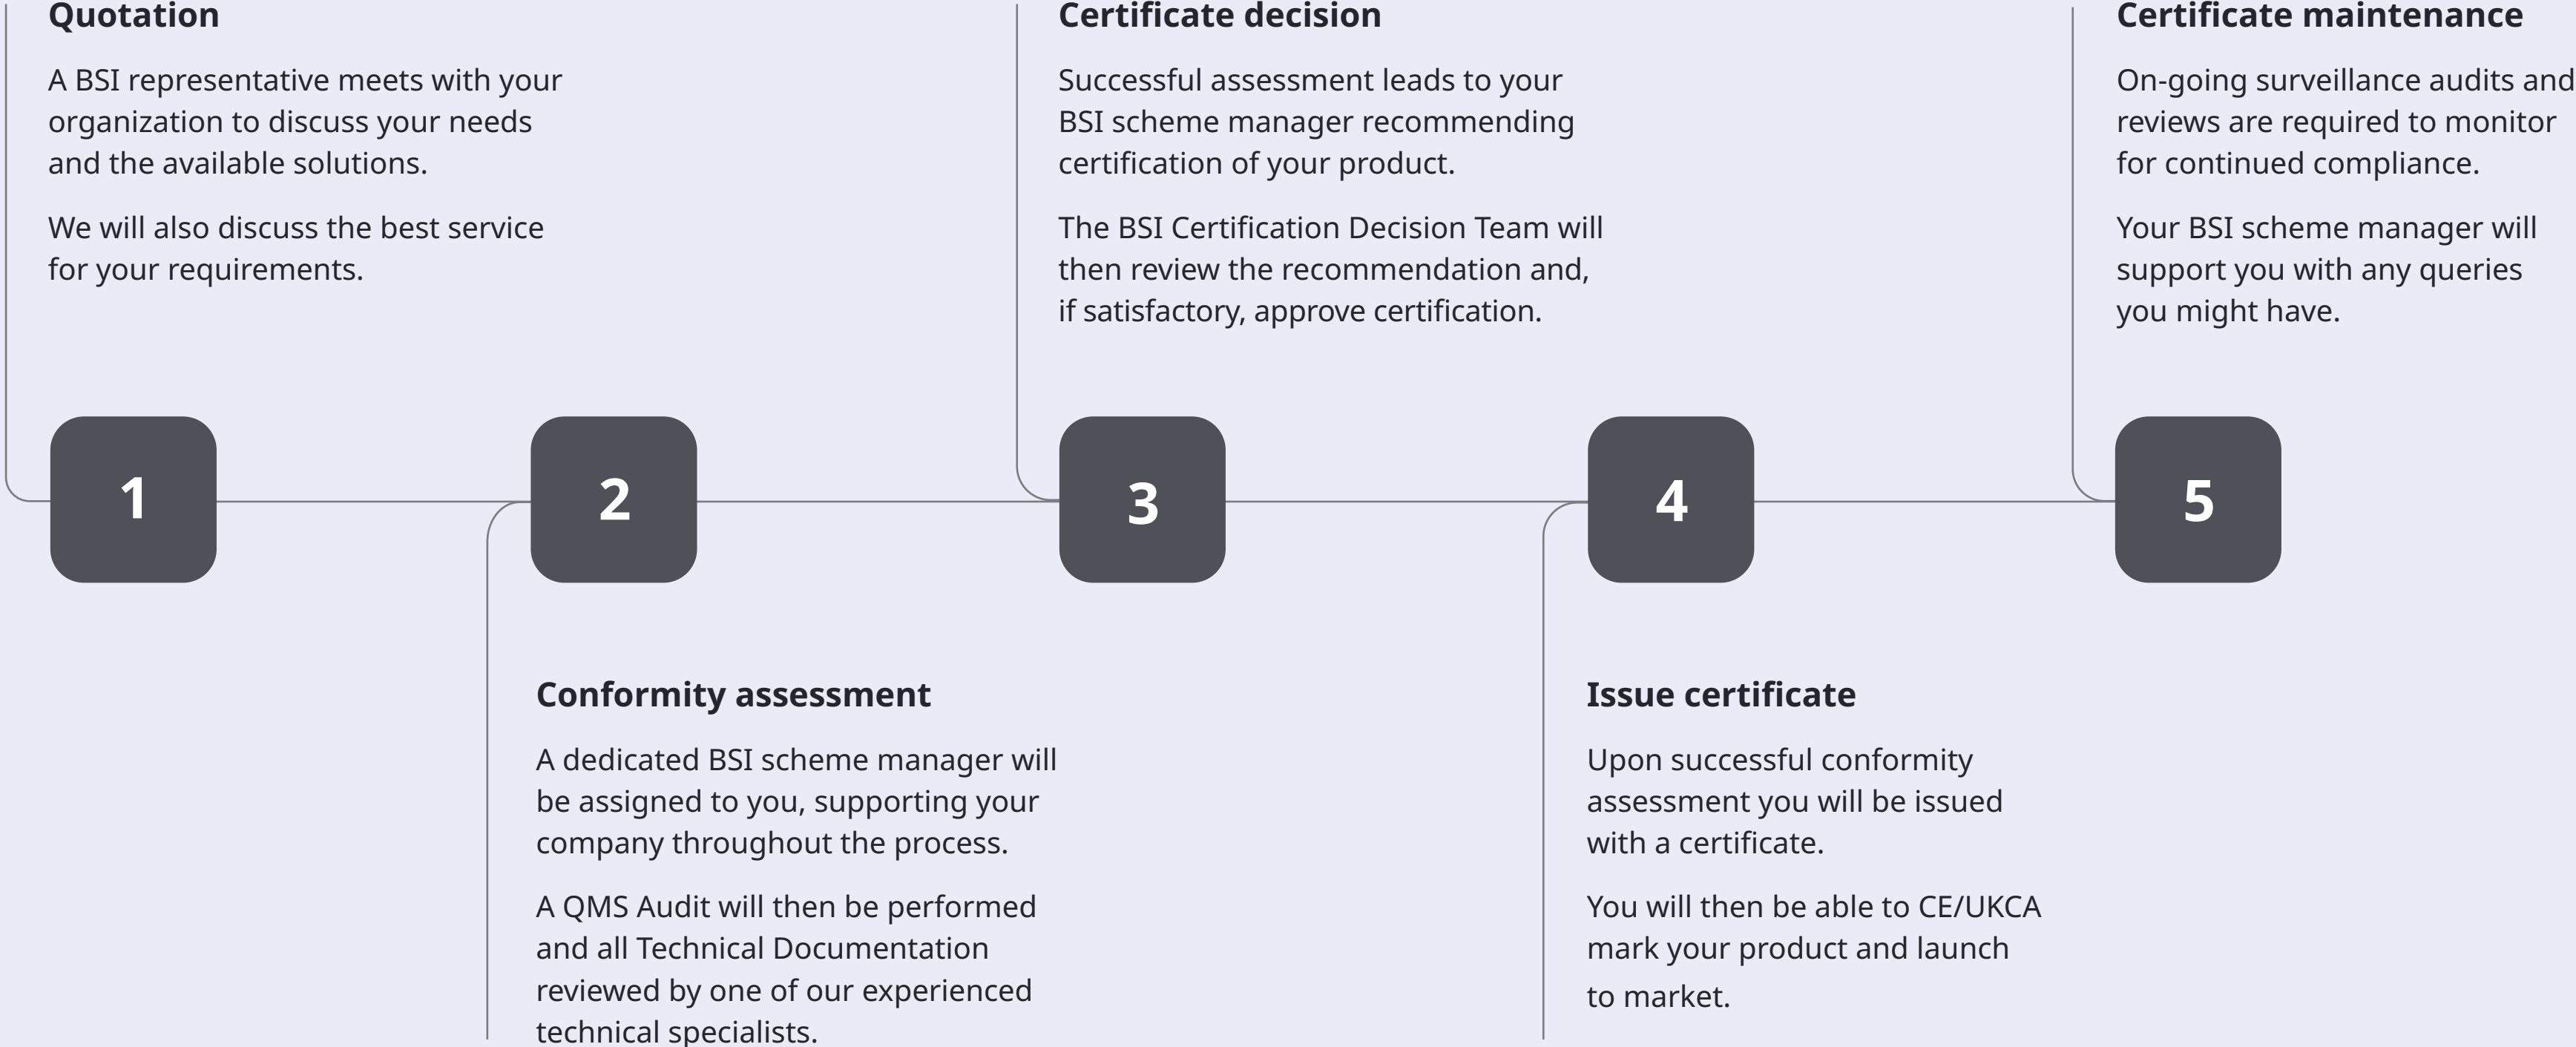 Quotation
A BSI representative meets with your
organization to discuss your needs
and the available solutions.
We will also discuss the best service
for your requirements.
Certificate decision
Successful assessment leads to your
BSI scheme manager recommending
certification of your product.
The BSI Certification Decision Team will
then review the recommendation and,
if satisfactory, approve certification.
Certificate maintenance
On-going surveillance audits and
reviews are required to monitor
for continued compliance.
Your BSI scheme manager will
support you with any queries
you might have.
1
2
3
4
5
Conformity assessment
A dedicated BSI scheme manager will
be assigned to you, supporting your
company throughout the process.
A QMS Audit will then be performed
and all Technical Documentation
reviewed by one of our experienced
technical specialists.
Issue certificate
Upon successful conformity
assessment you will be issued
with a certificate.
You will then be able to CE/UKCA
mark your product and launch
to market.